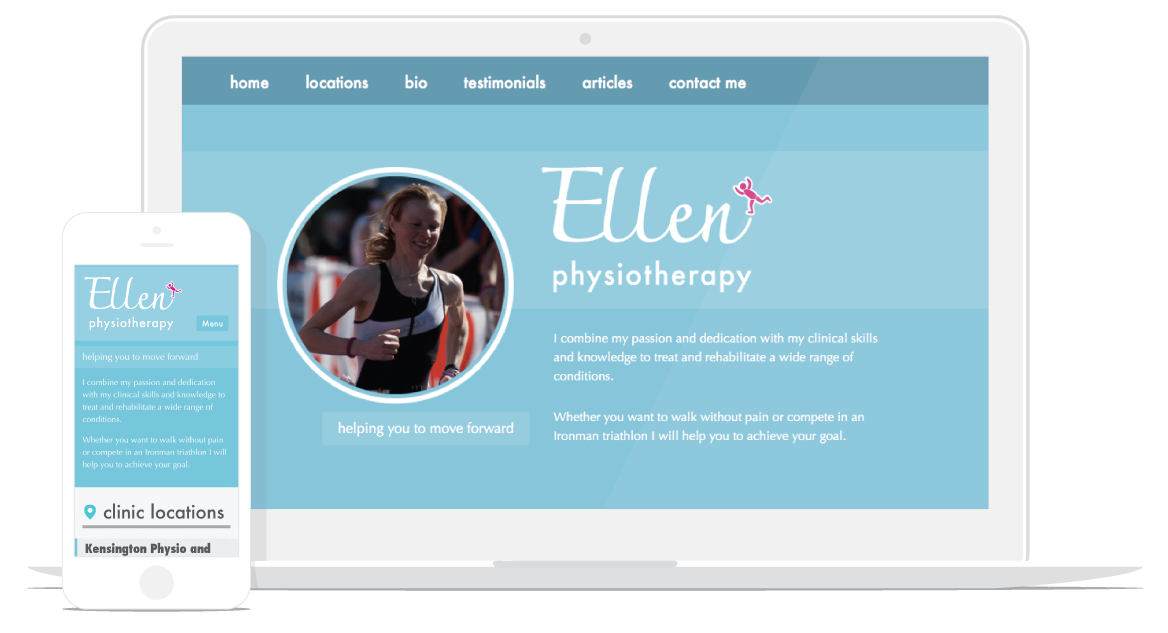 home locations bio testimonials articles contact me
Ellen
physiotherapy
I combine my passion and dedication with my clinical skills
and knowledge to treat and rehabilitate a wide range of
conditions.
Whether you want to walk without pain or compete in an
Ironman triathlon I will help you to achieve your goal.
helping you to move forward
Ellen
physiotherapy
Menu
helping you to move forward
I combine my passion and dedication
with my clinical skills and knowledge to
treat and rehabilitate a wide range of
conditions.
Whether you want to walk without pain
or compete in an Ironman triathlon I will
help you to achieve your goal.
clinic locations
Kensington Physio and